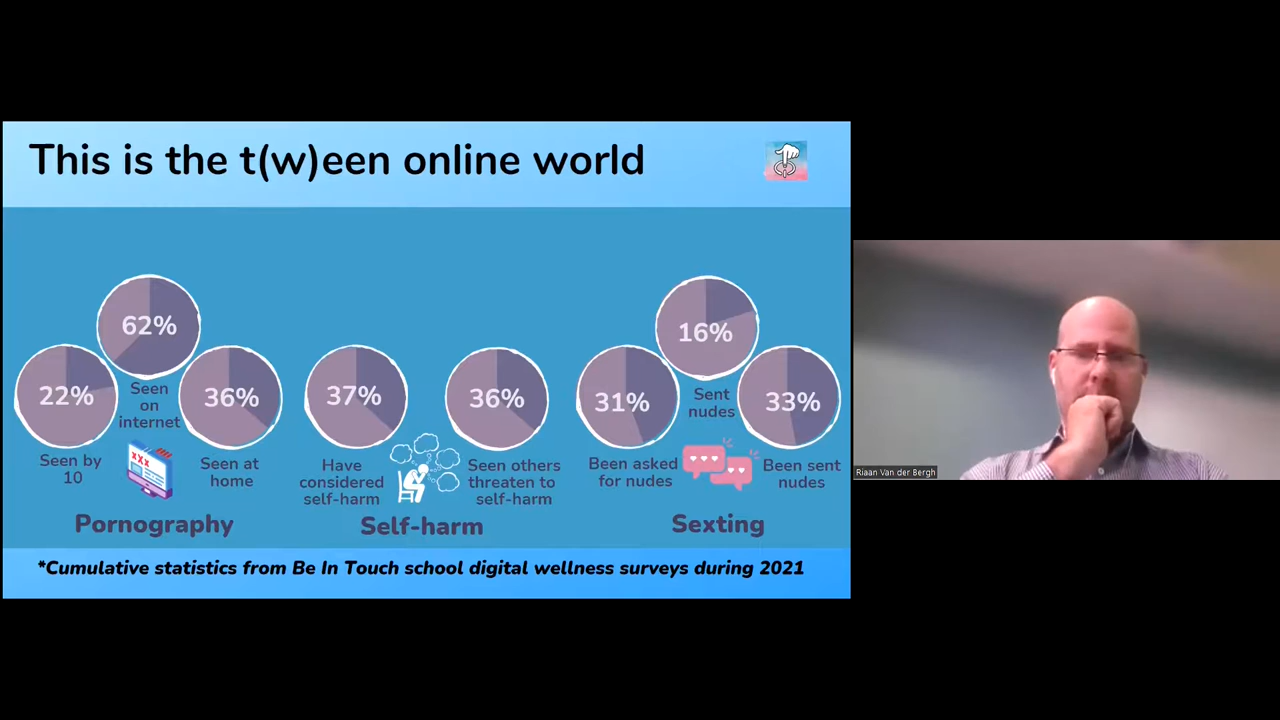 This is the t(w)een online world
62%
22%
36%
Seen
on
internet
Seen by
10
xxx
Seen at
home
Pornography
37%
36%
Have
considered
self-harm
Seen others
threaten to
self-harm
Self-harm
16%
31%
33%
Sent
nudes
Been asked
for nudes
Been sent
nudes
Sexting
*Cumulative statistics from Be In Touch school digital wellness surveys during 2021
Riaan Van der Bergh